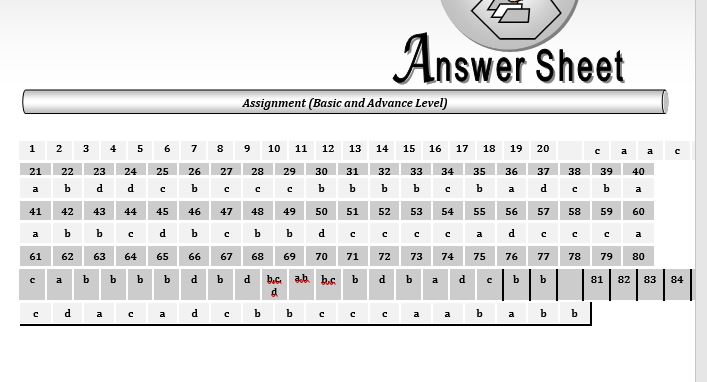 Answer Sheet
Assignment (Basic and Advance Level)
1 2 3 4 5 6 7 8 9 10 11 12 13 14 15 16 17 18 19 20 c a a c
21 22 23 24 25 26 27 28 29 30 31 32 33 34 35 36 37 38 39 40
a b d d c b c c c b b b b c b a d c b a
41 42 43 44 45 46 47 48 49 50 51 52 53 54 55 56 57 58 59 60
a b b c d b c b b d c c c c a d c c c a
61 62 63 64 65 66 67 68 69 70 71 72 73 74 75 76 77 78 79 80
c a b b b b d b d b,c, a,b b,c b d b a d c b b 81 82 83 84
d
c d a c a d c b b c c c a a b a b b